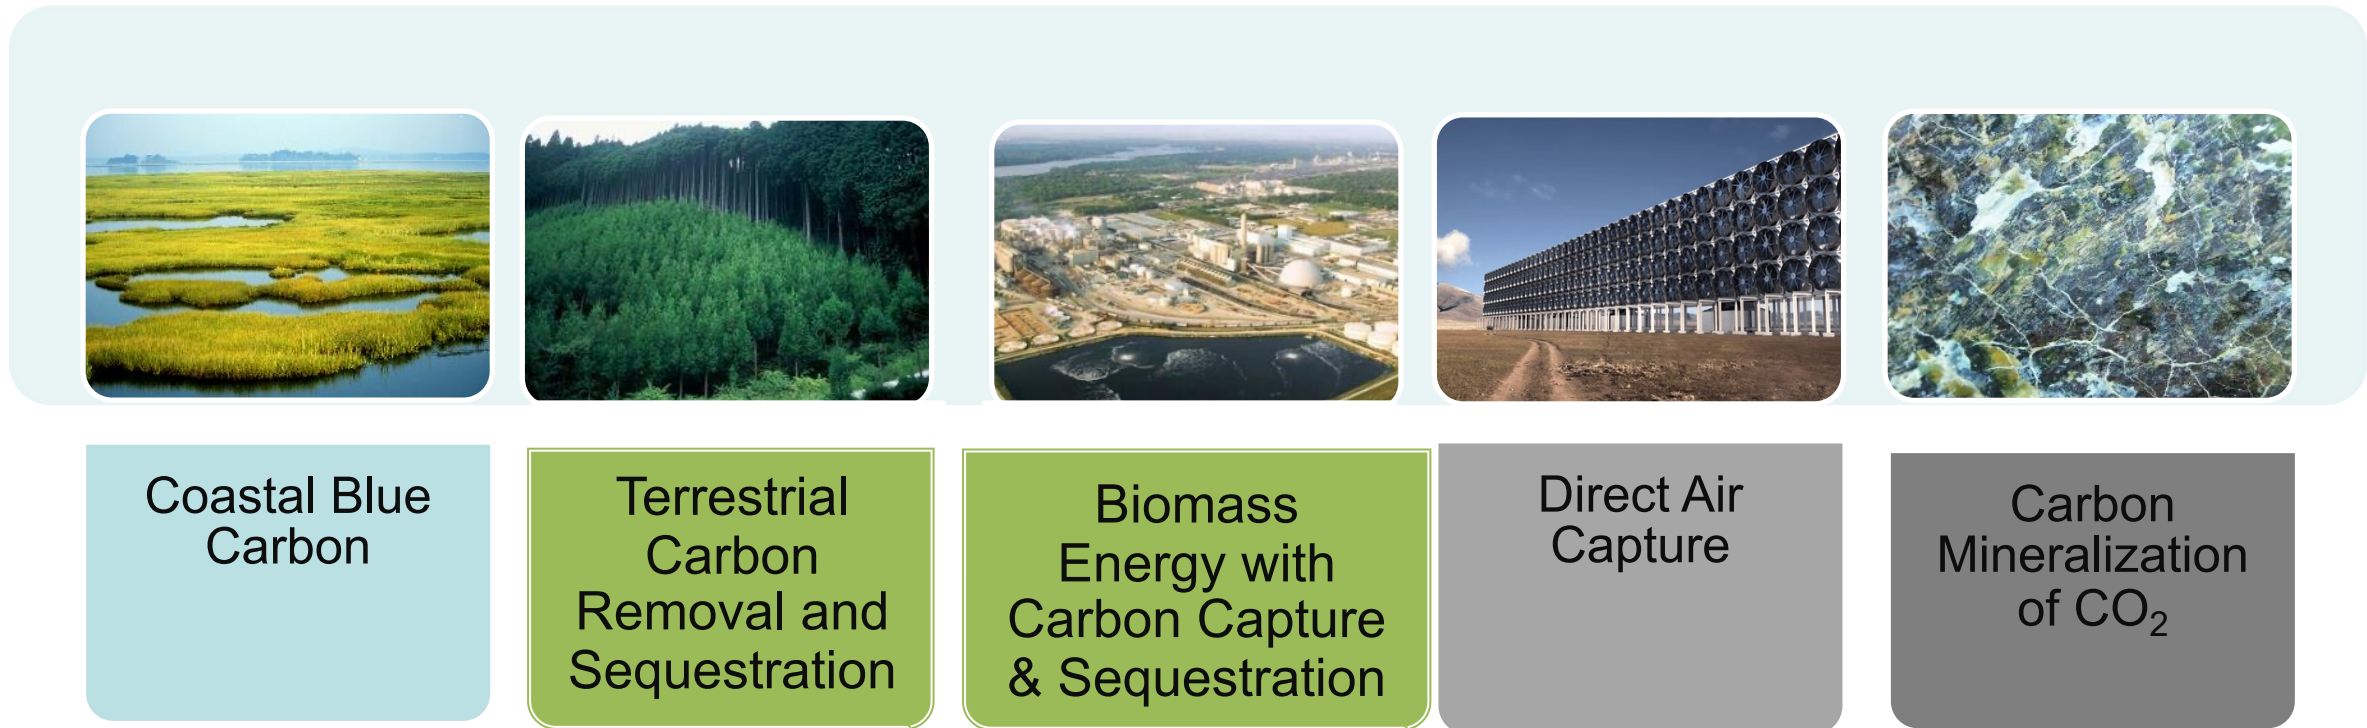 Coastal Blue
Carbon
Terrestrial
Carbon
Removal and
Sequestration
Biomass
Energy with
Carbon Capture
& Sequestration
Direct Air
Capture
Carbon
Mineralization
of CO₂